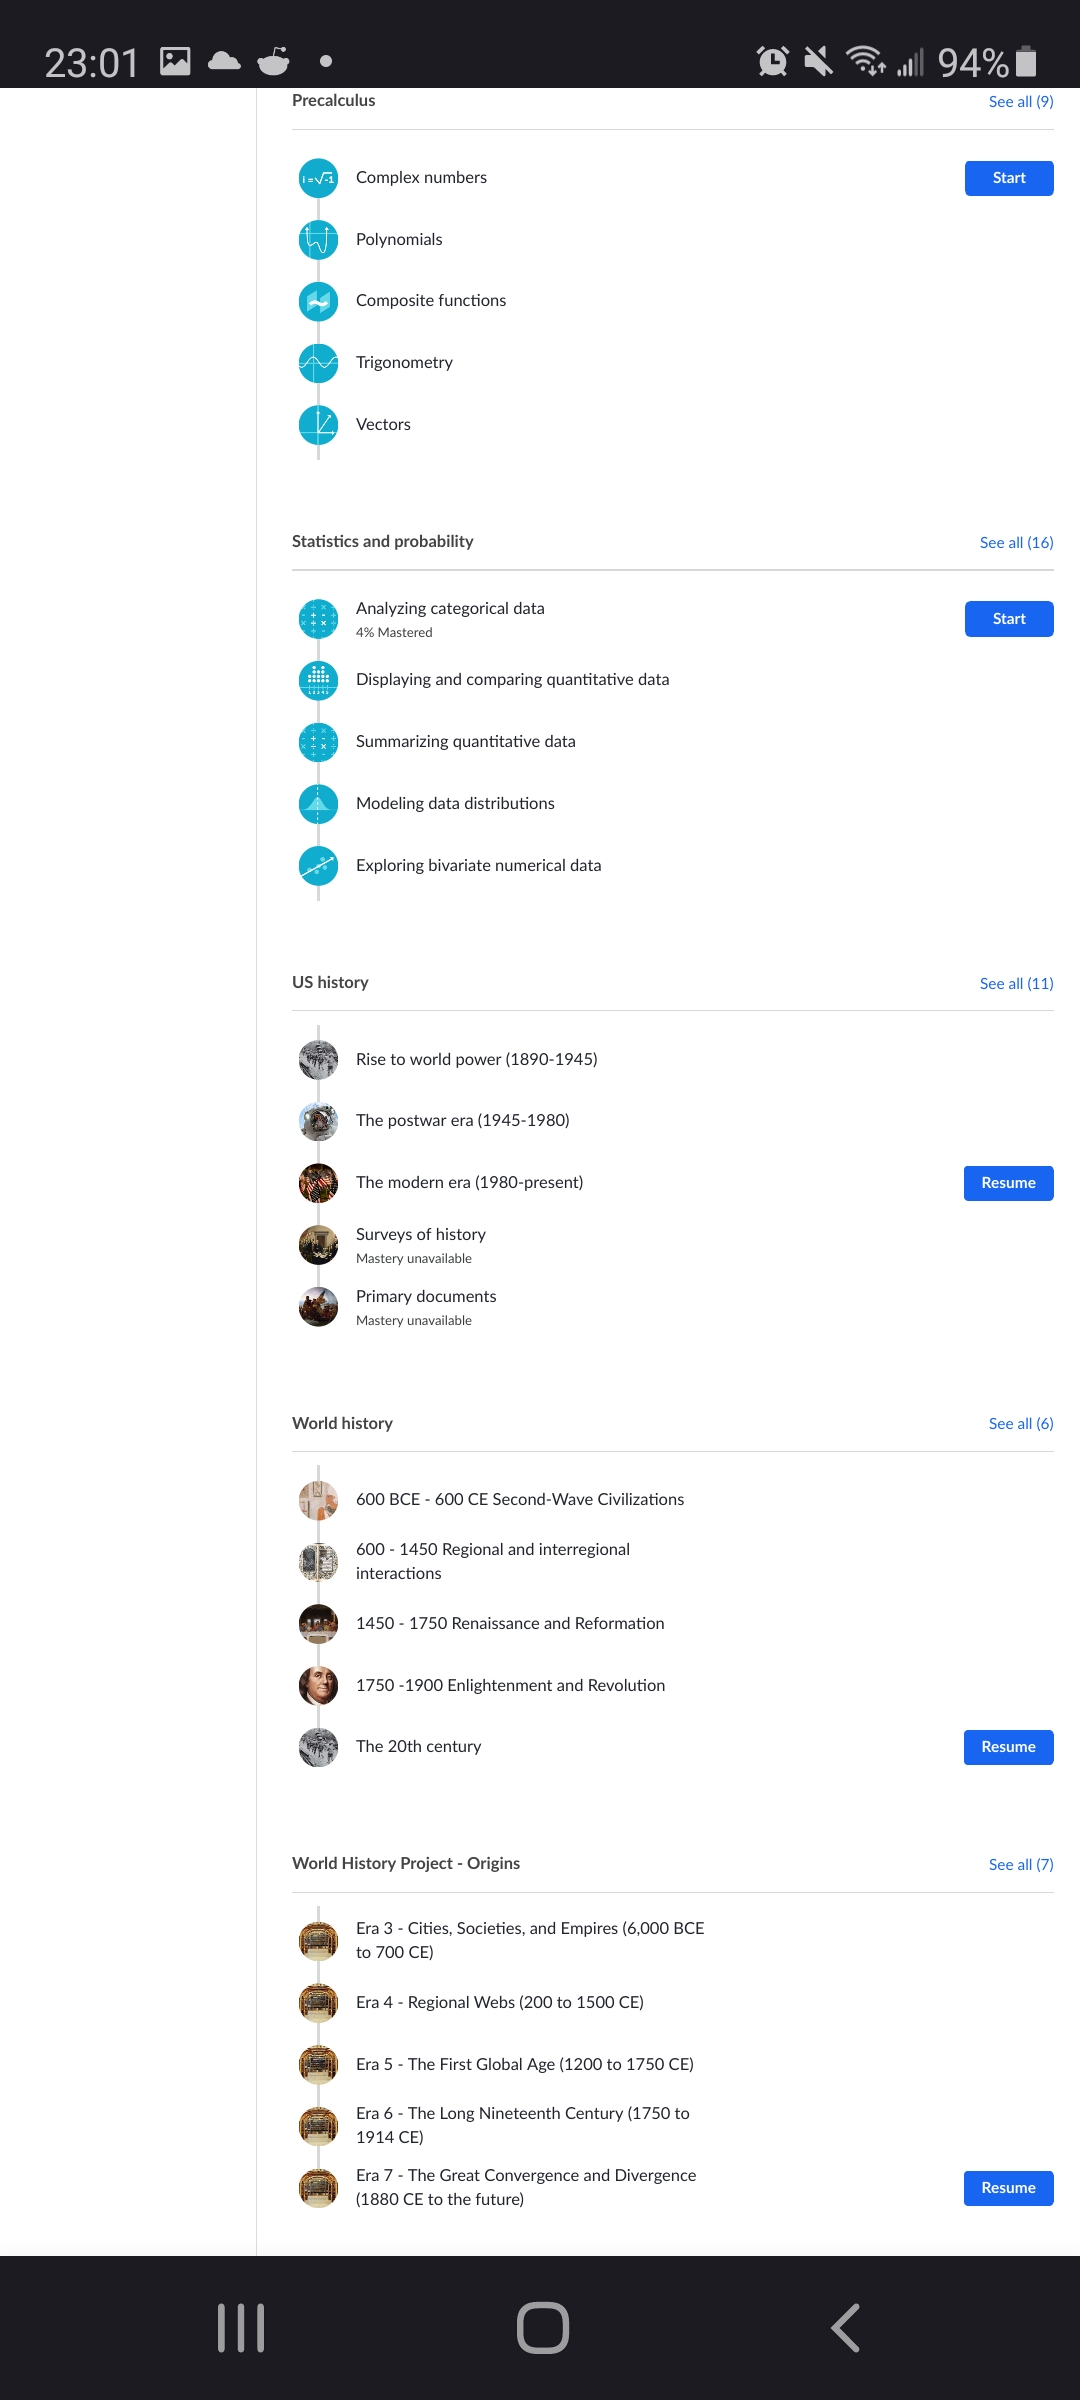 23:01
94%
Precalculus
See all (9)
i=√-1
Complex numbers
Start
Polynomials
Composite functions
Trigonometry
Vectors
Statistics and probability
See all (16)
Analyzing categorical data
4% Mastered
Start
Displaying and comparing quantitative data
Summarizing quantitative data
Modeling data distributions
Exploring bivariate numerical data
US history
See all (11)
Rise to world power (1890-1945)
The postwar era (1945-1980)
The modern era (1980-present)
Resume
Surveys of history
Mastery unavailable
Primary documents
Mastery unavailable
World history
See all (6)
600 BCE - 600 CE Second-Wave Civilizations
600 - 1450 Regional and interregional
interactions
1450 - 1750 Renaissance and Reformation
1750 -1900 Enlightenment and Revolution
The 20th century
Resume
World History Project - Origins
See all (7)
Era 3 - Cities, Societies, and Empires (6,000 BCE
to 700 CE)
Era 4 - Regional Webs (200 to 1500 CE)
Era 5 - The First Global Age (1200 to 1750 CE)
Era 6 - The Long Nineteenth Century (1750 to
1914 CE)
Era 7 - The Great Convergence and Divergence
(1880 CE to the future)
Resume